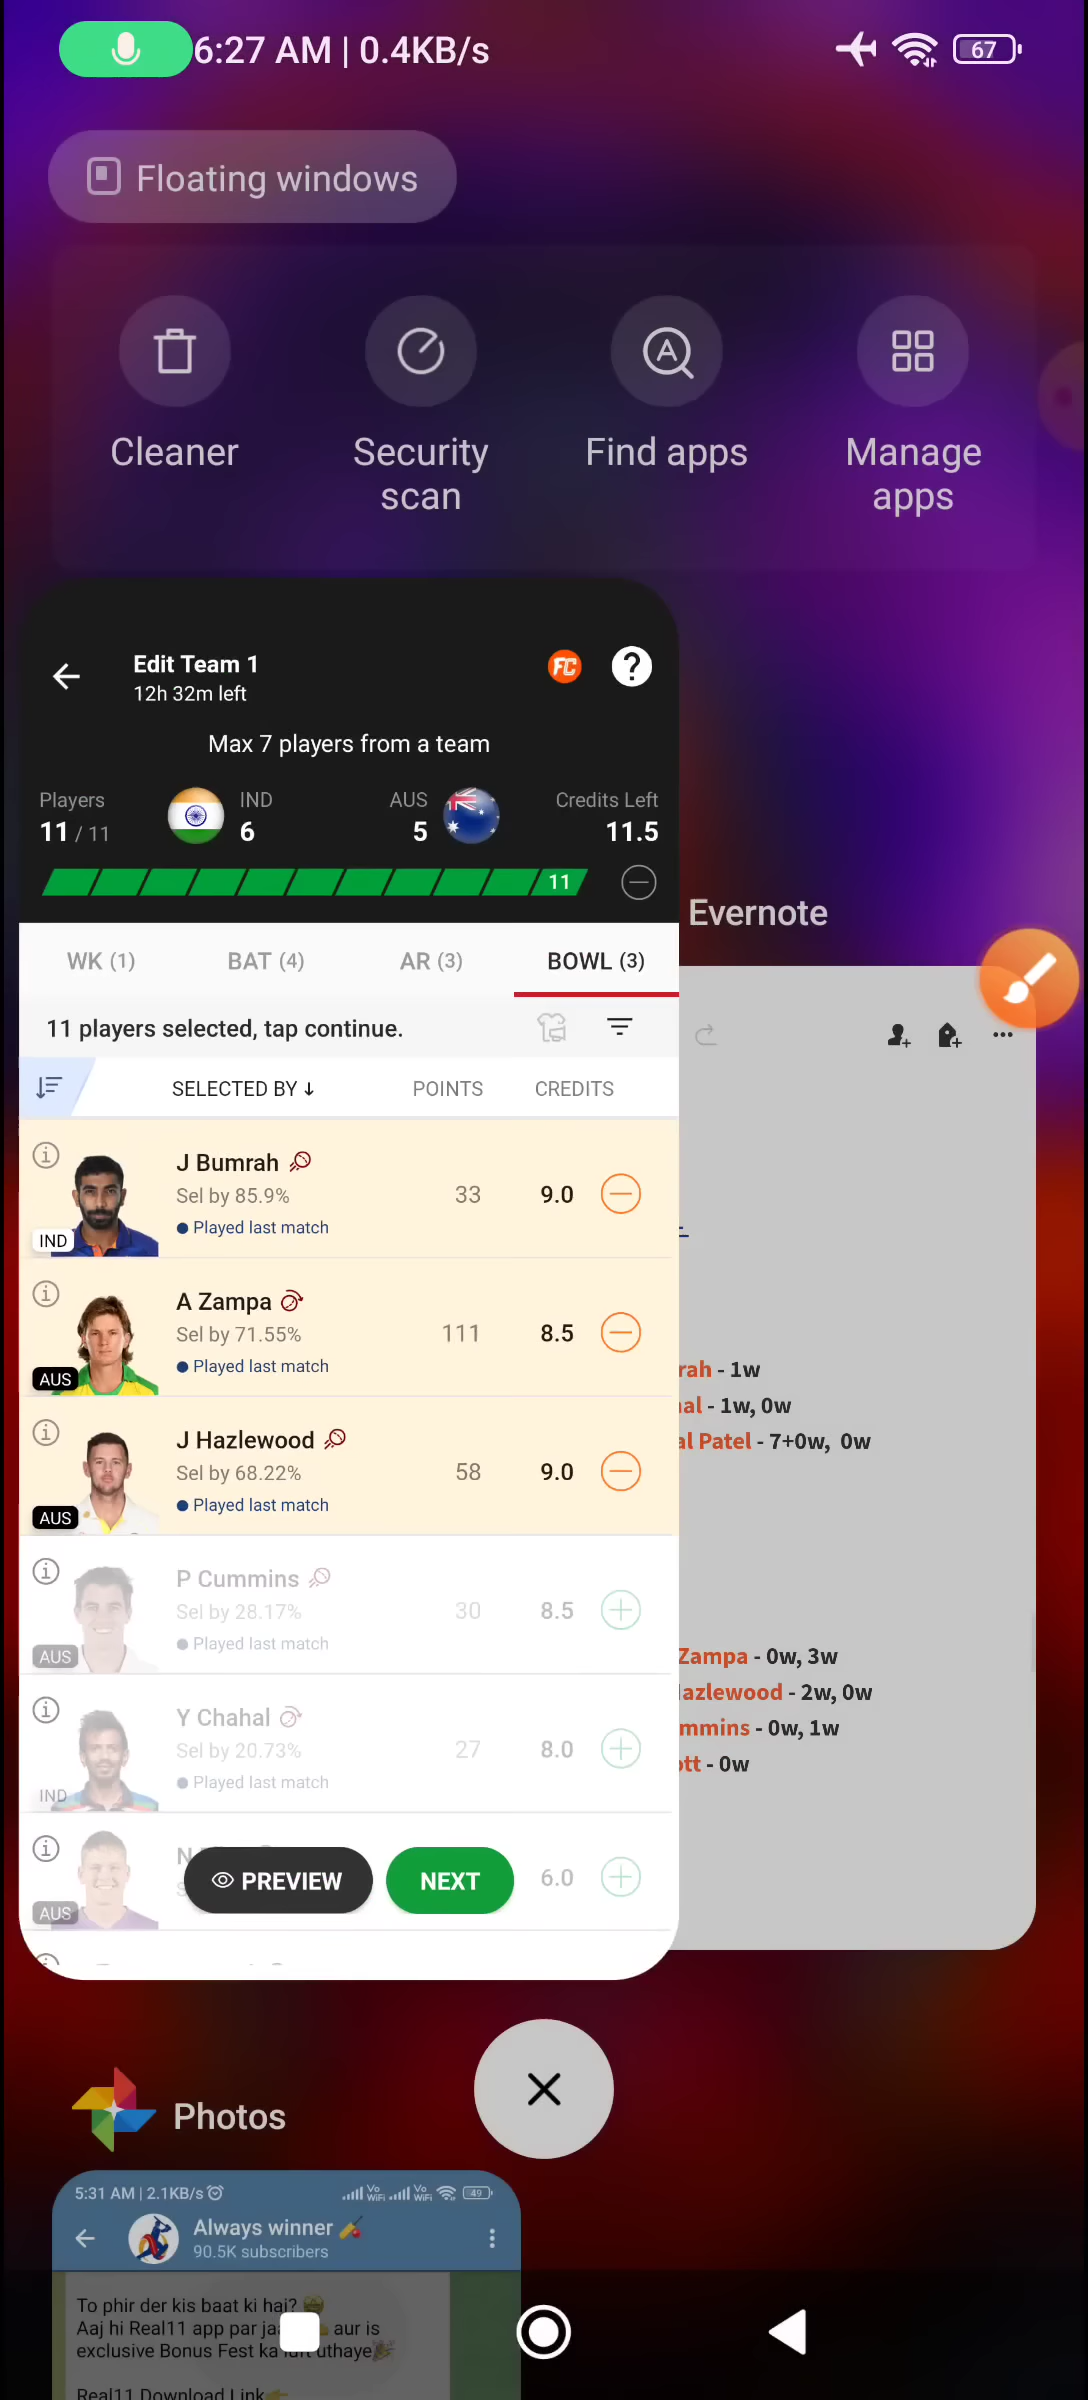 6:27 AM | 0.4KB/s
67
Floating windows
Cleaner
Security scan
Find apps
Manage apps
Edit Team 1
12h 32m left
FC
?
Max 7 players from a team
Players
11 / 11
IND
6
AUS
5
Credits Left
11.5
11
WK (1)
BAT (4)
AR (3)
BOWL (3)
11 players selected, tap continue.
SELECTED BY ↓
POINTS
CREDITS
J Bumrah
Sel by 85.9%
33
9.0
Played last match
IND
A Zampa
Sel by 71.55%
111
8.5
Played last match
AUS
J Hazlewood
Sel by 68.22%
58
9.0
Played last match
AUS
P Cummins
Sel by 28.17%
30
8.5
Played last match
AUS
Y Chahal
Sel by 20.73%
27
8.0
Played last match
IND
N
S
6.0
AUS
PREVIEW
NEXT
Evernote
rah - 1w
al - 1w, 0w
al Patel - 7+0w, 0w
Zampa - 0w, 3w
azlewood - 2w, 0w
mmins - 0w, 1w
ott - 0w
Photos
5:31 AM | 2.1KB/s
Vo WiFi
Vo WiFi
49
Always winner
90.5K subscribers
To phir der kis baat ki hai?
Aaj hi Real11 app par jaa aur is
exclusive Bonus Fest ka uthaye
Real11 Download Link